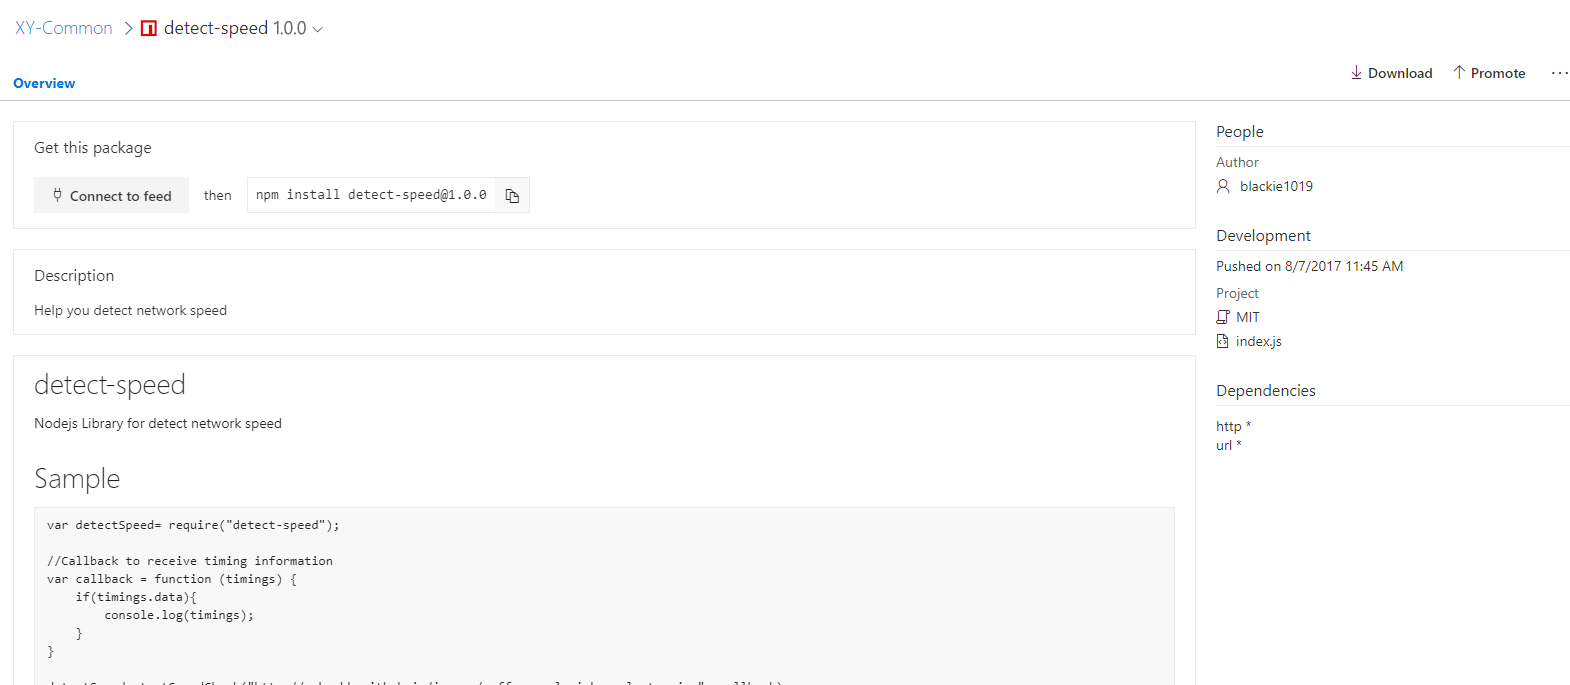 XY-Common > detect-speed 1.0.0
Overview
Download Promote ...
Get this package
Connect to feed then npm install detect-speed@1.0.0
Description
Help you detect network speed
detect-speed
Nodejs Library for detect network speed
Sample
var detectSpeed= require("detect-speed");
//Callback to receive timing information
var callback = function (timings) {
if(timings.data){
console.log(timings);
}
}
People
Author
blackie1019
Development
Pushed on 8/7/2017 11:45 AM
Project
MIT
index.js
Dependencies
http *
url *